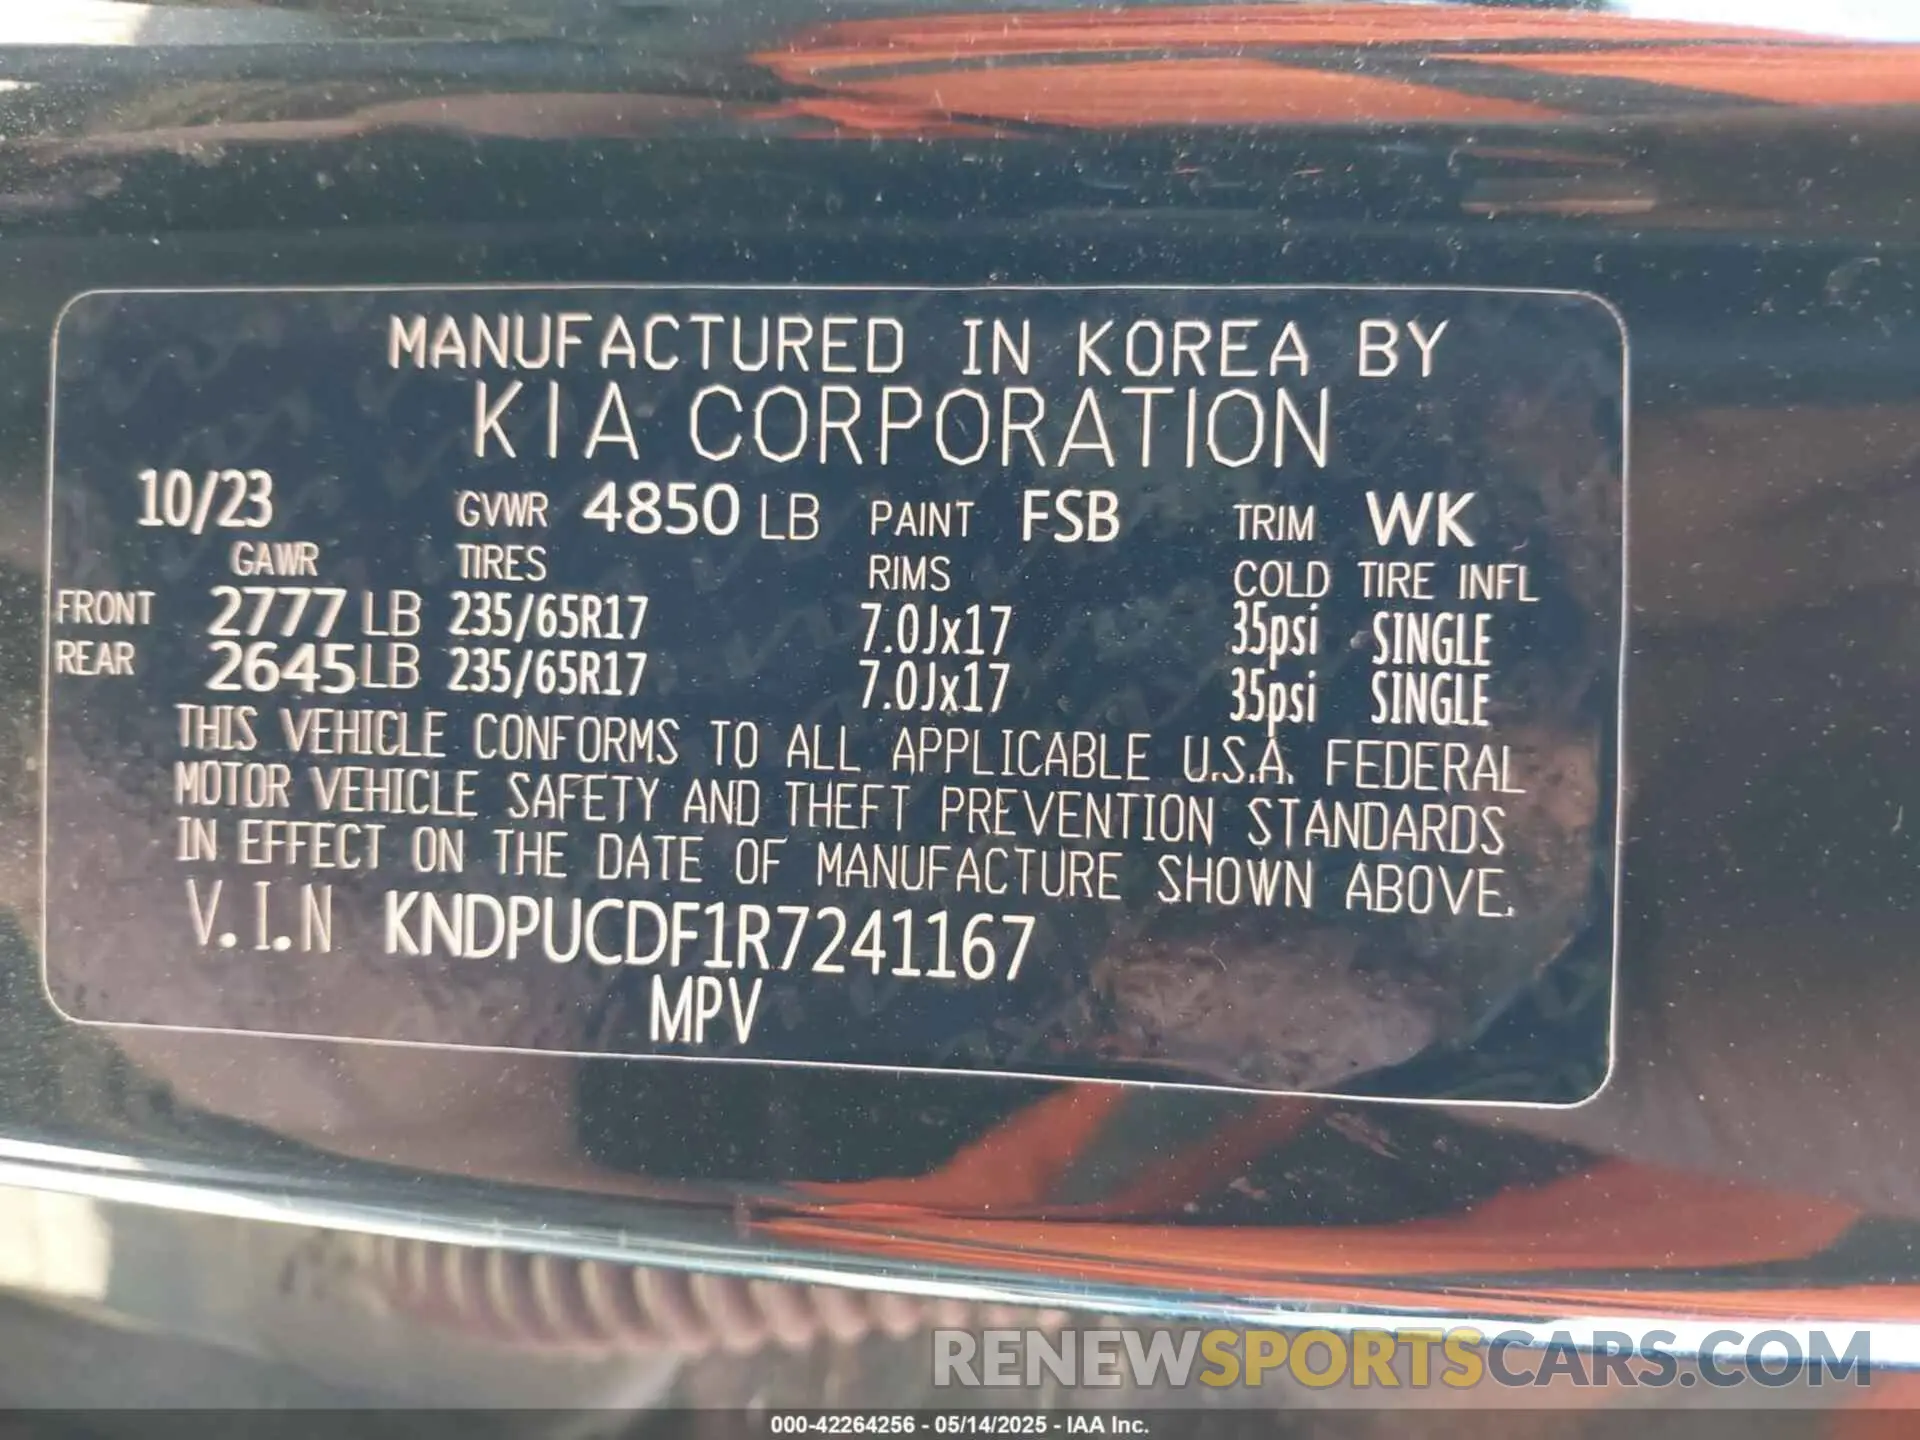 MANUFACTURED IN KOREA BY
KIA CORPORATION
10/23 GVWR 4850 LB PAINT FSB TRIM WK
GAWR TIRES RIMS COLD TIRE INFL
FRONT 2777 LB 235/65R17 7.0Jx17 35psi SINGLE
REAR 2645 LB 235/65R17 7.0Jx17 35psi SINGLE
THIS VEHICLE CONFORMS TO ALL APPLICABLE U.S.A. FEDERAL
MOTOR VEHICLE SAFETY AND THEFT PREVENTION STANDARDS
IN EFFECT ON THE DATE OF MANUFACTURE SHOWN ABOVE.
V.I.N KNDPUCDF1R7241167
MPV
RENEWSPORTSCARS.COM
000-42264256 - 05/14/2025 - IAA Inc.